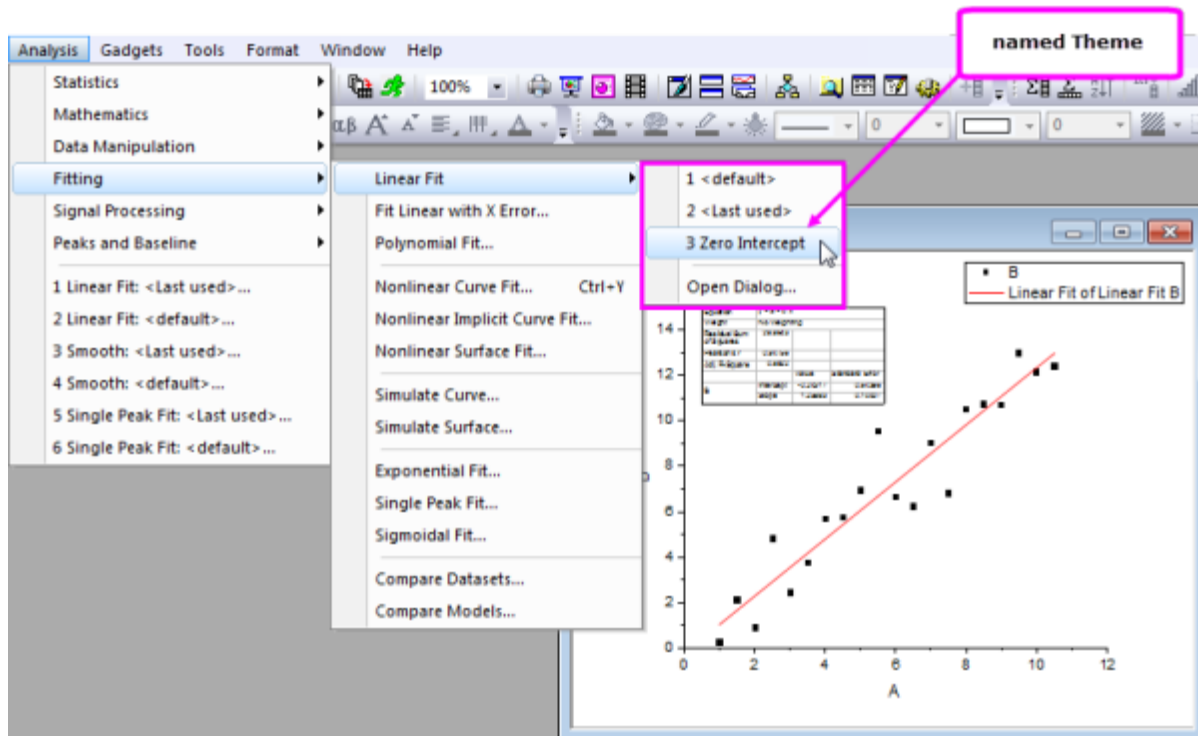 named Theme
Analysis Gadgets Tools Format Window Help
Statistics
Mathematics
Data Manipulation
Fitting
Signal Processing
Peaks and Baseline
1 Linear Fit: <Last used>...
2 Linear Fit: <default>...
3 Smooth: <Last used>...
4 Smooth: <default>...
5 Single Peak Fit: <Last used>...
6 Single Peak Fit: <default>...
100%
αβ A A
0
0
Linear Fit
Fit Linear with X Error...
Polynomial Fit...
Nonlinear Curve Fit... Ctrl+Y
Nonlinear Implicit Curve Fit...
Nonlinear Surface Fit...
Simulate Curve...
Simulate Surface...
Exponential Fit...
Single Peak Fit...
Sigmoidal Fit...
Compare Datasets...
Compare Models...
1 <default>
2 <Last used>
3 Zero Intercept
Open Dialog...
B
Linear Fit of Linear Fit B
14
12
10
8
6
4
2
0
0 2 4 6 8 10 12
A